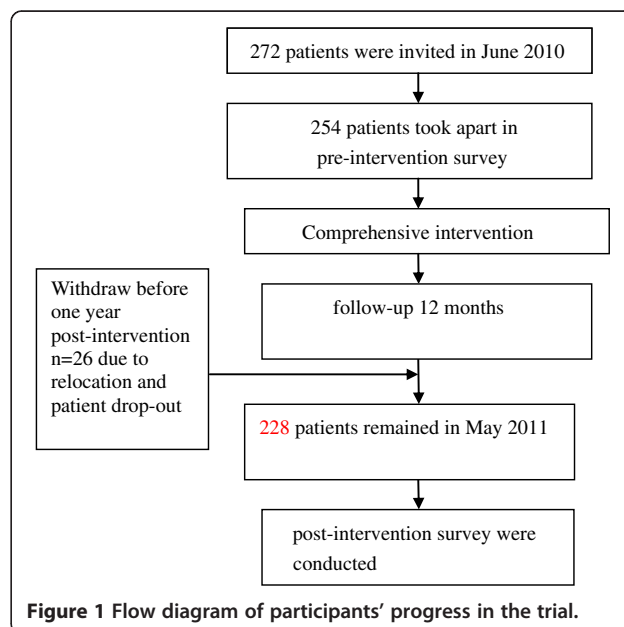 272 patients were invited in June 2010
254 patients took apart in
pre-intervention survey
Comprehensive intervention
follow-up 12 months
Withdraw before
one year
post-intervention
n=26 due to
relocation and
patient drop-out
228 patients remained in May 2011
post-intervention survey were
conducted
Figure 1 Flow diagram of participants' progress in the trial.